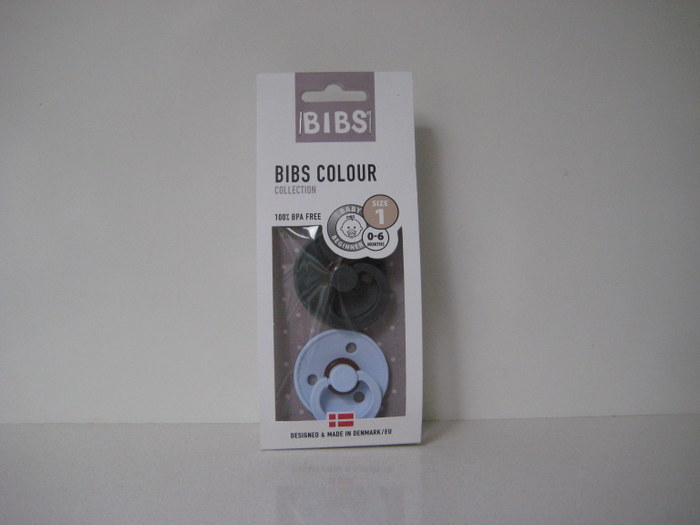 BIBS
BIBS COLOUR
COLLECTION
100% BPA FREE
BABY
BEGINNER
SIZE
1
0-6
MONTHS
DESIGNED & MADE IN DENMARK/EU